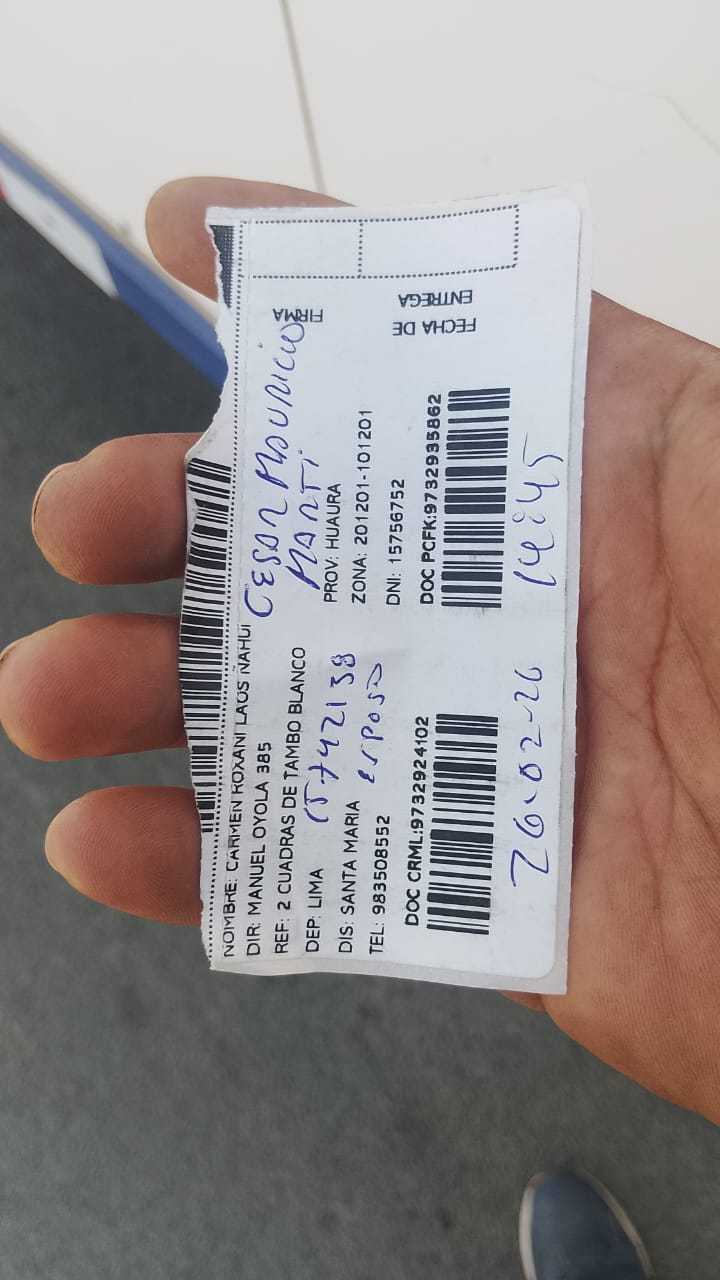 NOMBRE: CARMEN ROXANI LAOS ÑAHUI
DIR: MANUEL OYOLA 385
REF: 2 CUADRAS DE TAMBO BLANCO
DEP: LIMA
PROV: HUAURA
DIS: SANTA MARIA
ZONA: 201201-101201
TEL: 983508552
DNI: 15756752
DOC CRML:9732924102
DOC PCFK:9732935862
CESAR MAURICIO
MARTI
15742138
esposo
26-02-26 14:45
FIRMA
FECHA DE
ENTREGA